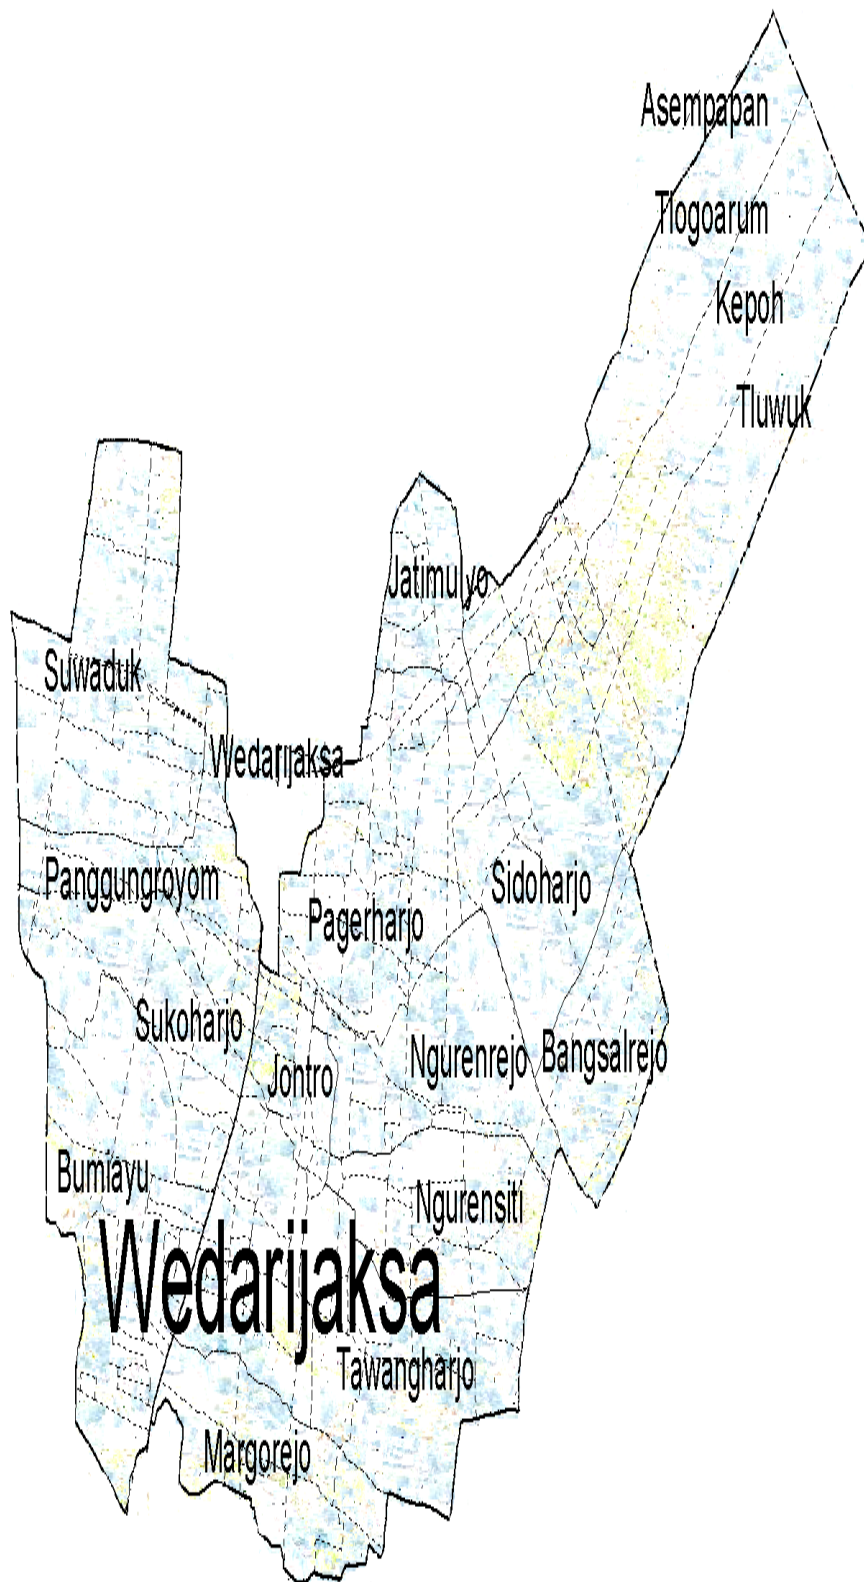 Asempapan
Tlogoarum
Kepoh
Tluwuk
Jatimulyo
Suwaduk
Wedarijaksa
Panggungroyom
Sidoharjo
Pagerharjo
Sukoharjo
Ngurenrejo
Bangsalrejo
Jontro
Bumiayu
Ngurensiti
Wedarijaksa
Tawangharjo
Margorejo